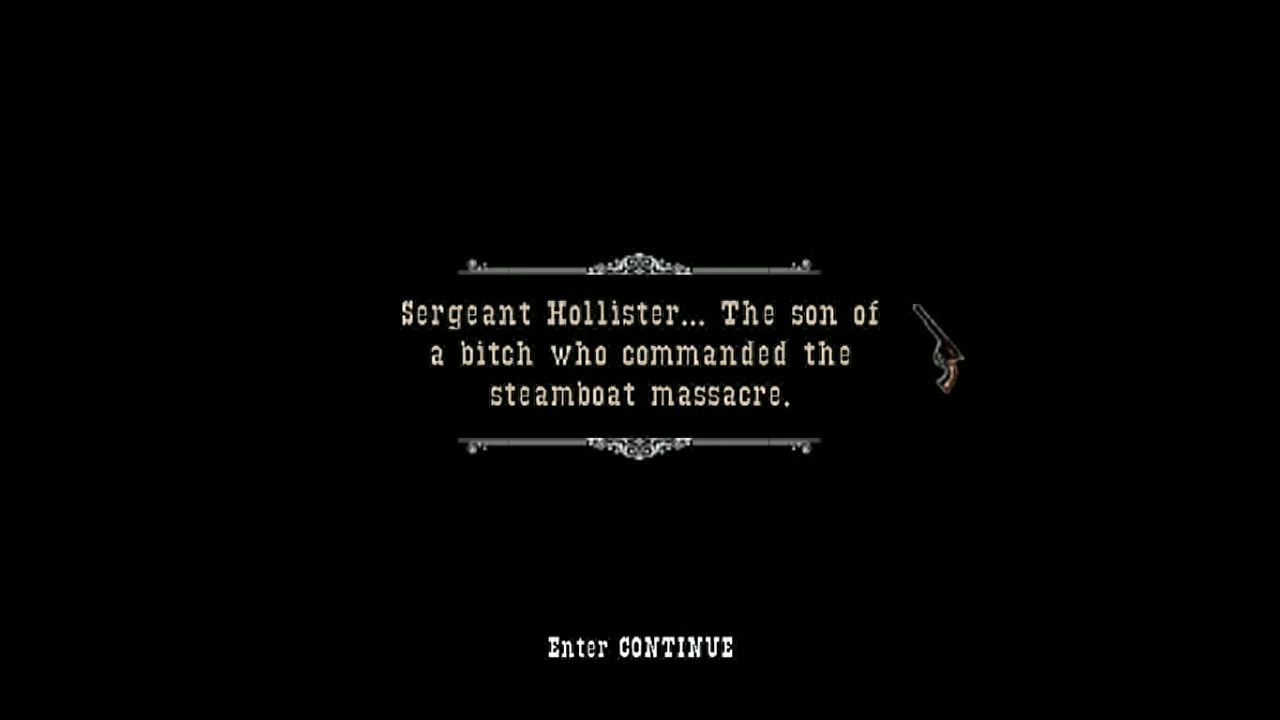 Sergeant Hollister... The son of
a bitch who commanded the
steamboat massacre.
Enter CONTINUE